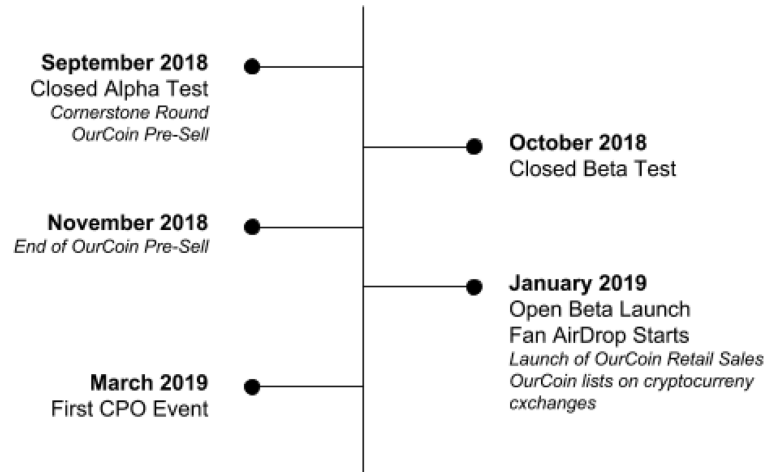 September 2018
Closed Alpha Test
Cornerstone Round
OurCoin Pre-Sell
October 2018
Closed Beta Test
November 2018
End of OurCoin Pre-Sell
January 2019
Open Beta Launch
Fan AirDrop Starts
Launch of OurCoin Retail Sales
OurCoin lists on cryptocurreny
cxchanges
March 2019
First CPO Event